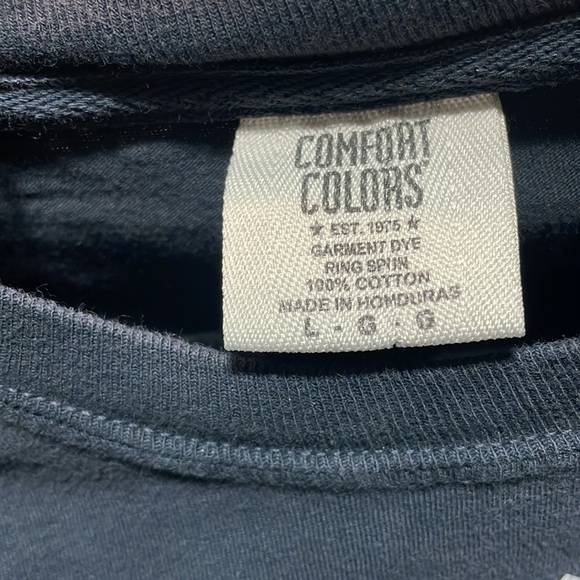 COMFORT
COLORS
★ EST. 1975 ★
GARMENT DYE
RING SPUN
100% COTTON
MADE IN HONDURAS
L - G - G